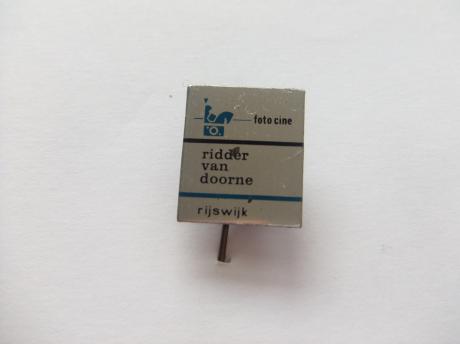 foto cine
ridder
van
doorne
rijswijk